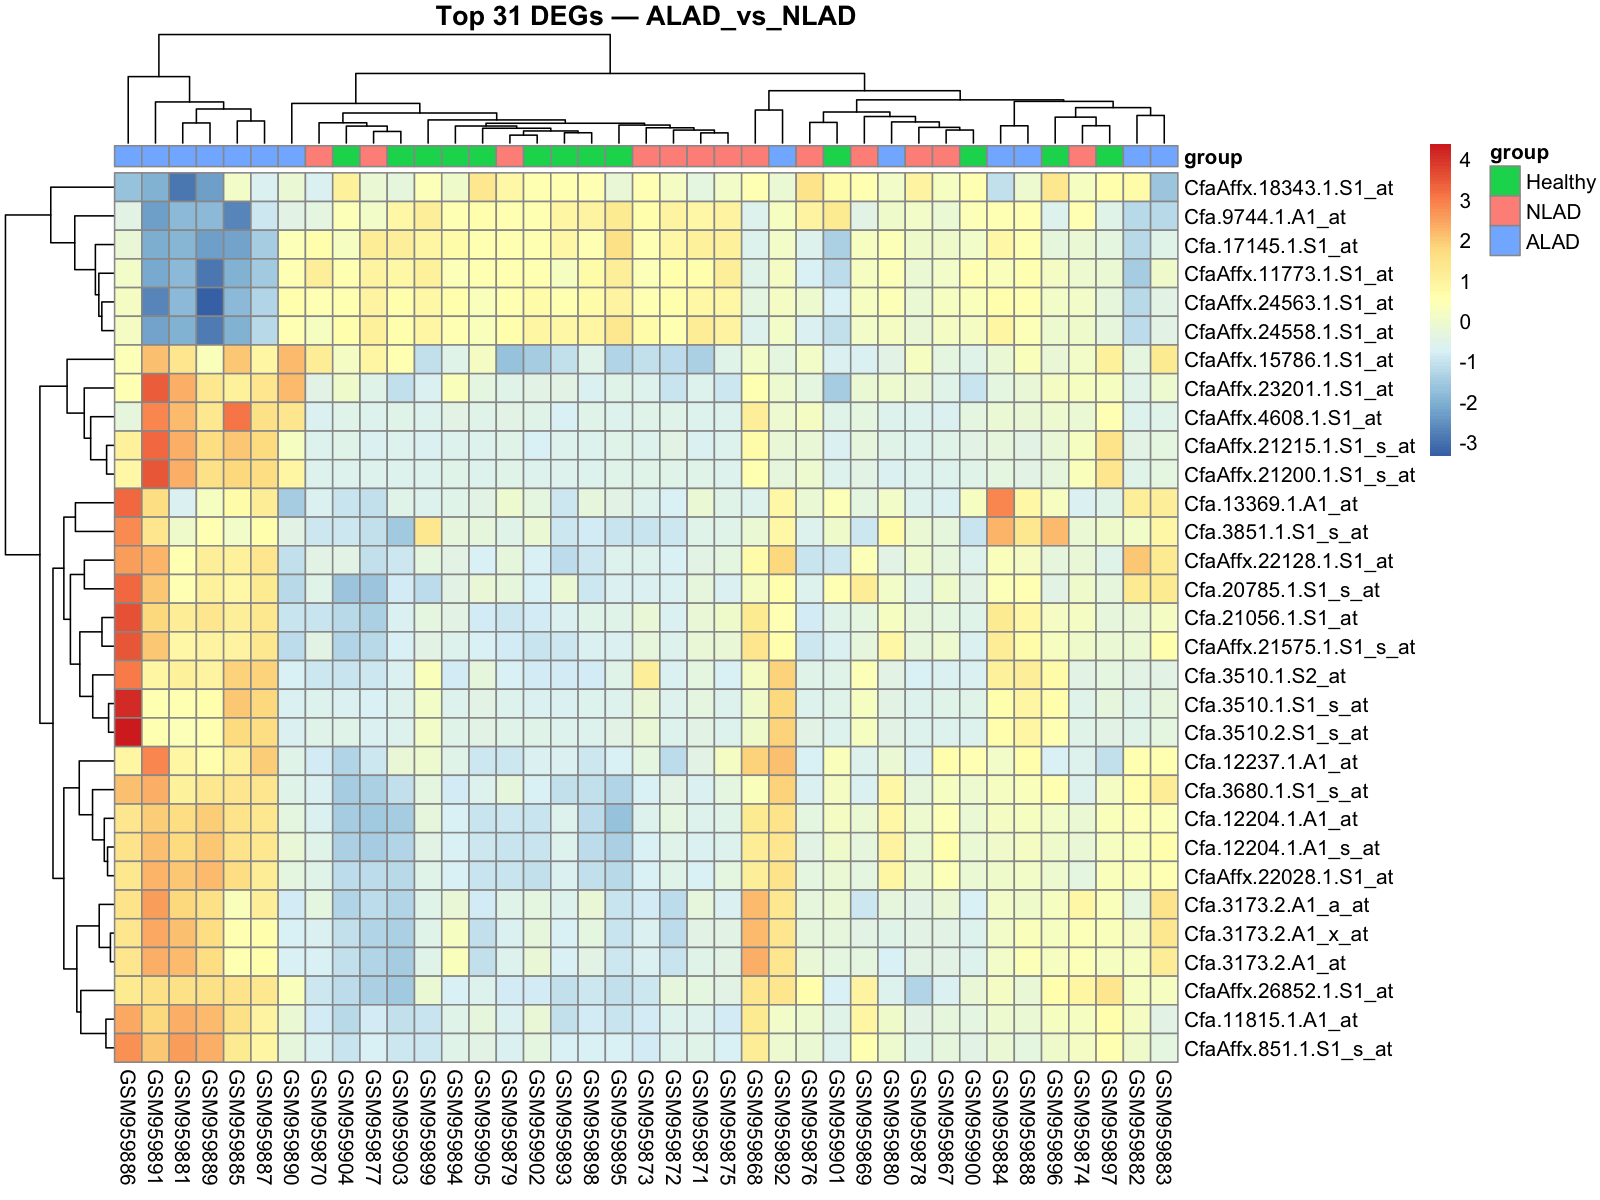 Top 31 DEGs — ALAD_vs_NLAD
group
CfaAffx.18343.1.S1_at
Cfa.9744.1.A1_at
Cfa.17145.1.S1_at
CfaAffx.11773.1.S1_at
CfaAffx.24563.1.S1_at
CfaAffx.24558.1.S1_at
CfaAffx.15786.1.S1_at
CfaAffx.23201.1.S1_at
CfaAffx.4608.1.S1_at
CfaAffx.21215.1.S1_s_at
CfaAffx.21200.1.S1_s_at
Cfa.13369.1.A1_at
Cfa.3851.1.S1_s_at
CfaAffx.22128.1.S1_at
Cfa.20785.1.S1_s_at
Cfa.21056.1.S1_at
CfaAffx.21575.1.S1_s_at
Cfa.3510.1.S2_at
Cfa.3510.1.S1_s_at
Cfa.3510.2.S1_s_at
Cfa.12237.1.A1_at
Cfa.3680.1.S1_s_at
Cfa.12204.1.A1_at
Cfa.12204.1.A1_s_at
CfaAffx.22028.1.S1_at
Cfa.3173.2.A1_a_at
Cfa.3173.2.A1_x_at
Cfa.3173.2.A1_at
CfaAffx.26852.1.S1_at
Cfa.11815.1.A1_at
CfaAffx.851.1.S1_s_at
4
3
2
1
0
-1
-2
-3
group
Healthy
NLAD
ALAD
GSM959886
GSM959891
GSM959881
GSM959889
GSM959885
GSM959887
GSM959890
GSM959870
GSM959904
GSM959877
GSM959903
GSM959899
GSM959894
GSM959905
GSM959879
GSM959902
GSM959893
GSM959898
GSM959895
GSM959873
GSM959872
GSM959871
GSM959875
GSM959868
GSM959892
GSM959876
GSM959901
GSM959869
GSM959880
GSM959878
GSM959867
GSM959900
GSM959884
GSM959888
GSM959896
GSM959874
GSM959897
GSM959882
GSM959883